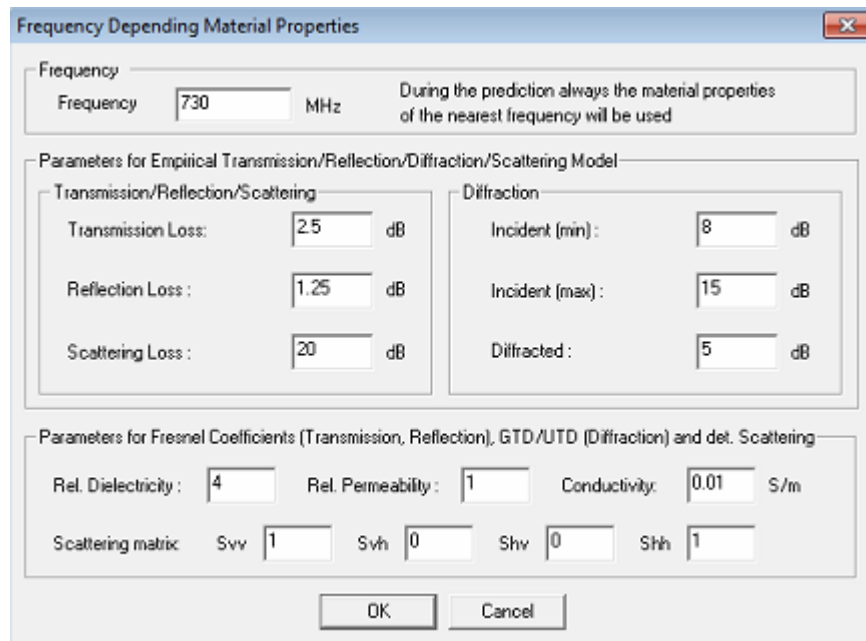 Frequency Depending Material Properties
Frequency
Frequency 730 MHz
During the prediction always the material properties
of the nearest frequency will be used
Parameters for Empirical Transmission/Reflection/Diffraction/Scattering Model
Transmission/Reflection/Scattering
Transmission Loss: 2.5 dB
Reflection Loss : 1.25 dB
Scattering Loss : 20 dB
Diffraction
Incident (min) : 8 dB
Incident (max) : 15 dB
Diffracted : 5 dB
Parameters for Fresnel Coefficients (Transmission, Reflection), GTD/UTD (Diffraction) and det. Scattering
Rel. Dielectricity : 4 Rel. Permeability : 1 Conductivity: 0.01 S/m
Scattering matrix: Svv 1 Svh 0 Shv 0 Shh 1
OK Cancel